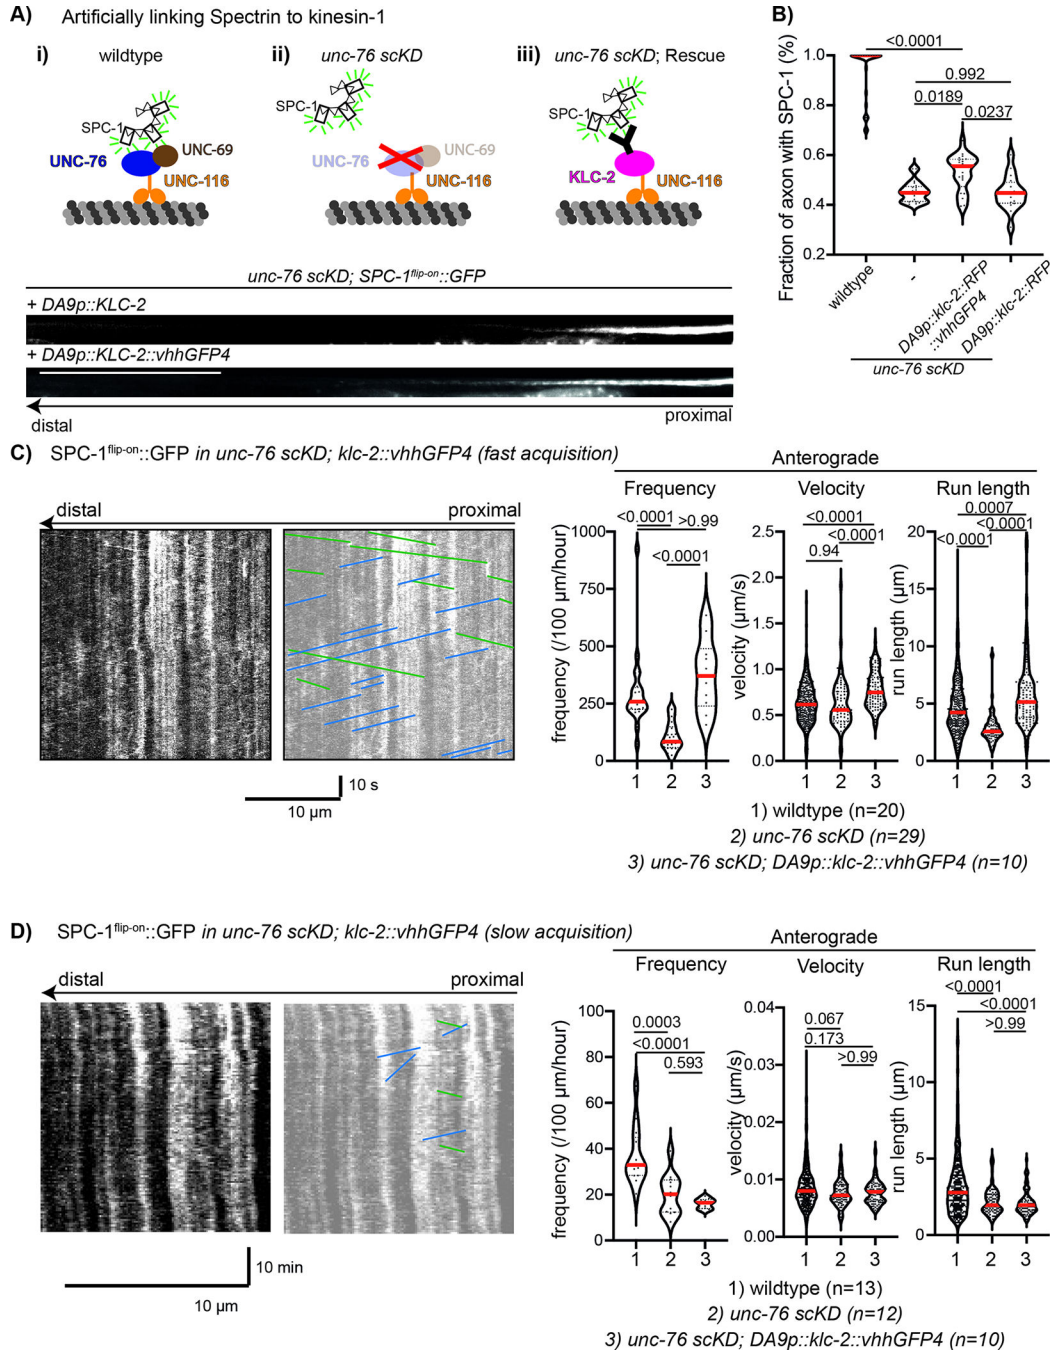 A) Artificially linking Spectrin to kinesin-1
i) wildtype
ii) unc-76 scKD
iii) unc-76 scKD; Rescue
SPC-1
UNC-69
UNC-76
UNC-116
SPC-1
UNC-76
UNC-69
UNC-116
SPC-1
KLC-2
UNC-116
unc-76 scKD; SPC-1flip-on::GFP
+ DA9p::KLC-2
+ DA9p::KLC-2::vhhGFP4
distal
proximal
B)
Fraction of axon with SPC-1 (%)
1.0
0.8
0.6
0.4
0.2
<0.0001
0.992
0.0189
0.0237
wildtype
-
DA9p::klc-2::RFP
::vhhGFP4
DA9p::klc-2::RFP
unc-76 scKD
C) SPC-1flip-on::GFP in unc-76 scKD; klc-2::vhhGFP4 (fast acquisition)
distal
proximal
10 s
10 µm
Anterograde
Frequency
frequency (/100 µm/hour)
1000
750
500
250
0
<0.0001
>0.99
<0.0001
1 2 3
Velocity
velocity (µm/s)
2.5
2.0
1.5
1.0
0.5
0.0
<0.0001
<0.0001
0.94
1 2 3
Run length
run length (µm)
20
15
10
5
0
0.0007
<0.0001
<0.0001
1 2 3
1) wildtype (n=20)
2) unc-76 scKD (n=29)
3) unc-76 scKD; DA9p::klc-2::vhhGFP4 (n=10)
D) SPC-1flip-on::GFP in unc-76 scKD; klc-2::vhhGFP4 (slow acquisition)
distal
proximal
10 min
10 µm
Anterograde
Frequency
frequency (/100 µm/hour)
100
80
60
40
20
0
0.0003
<0.0001
0.593
1 2 3
Velocity
velocity (µm/s)
0.04
0.03
0.02
0.01
0.00
0.067
0.173
>0.99
1 2 3
Run length
run length (µm)
15
10
5
0
<0.0001
<0.0001
>0.99
1 2 3
1) wildtype (n=13)
2) unc-76 scKD (n=12)
3) unc-76 scKD; DA9p::klc-2::vhhGFP4 (n=10)